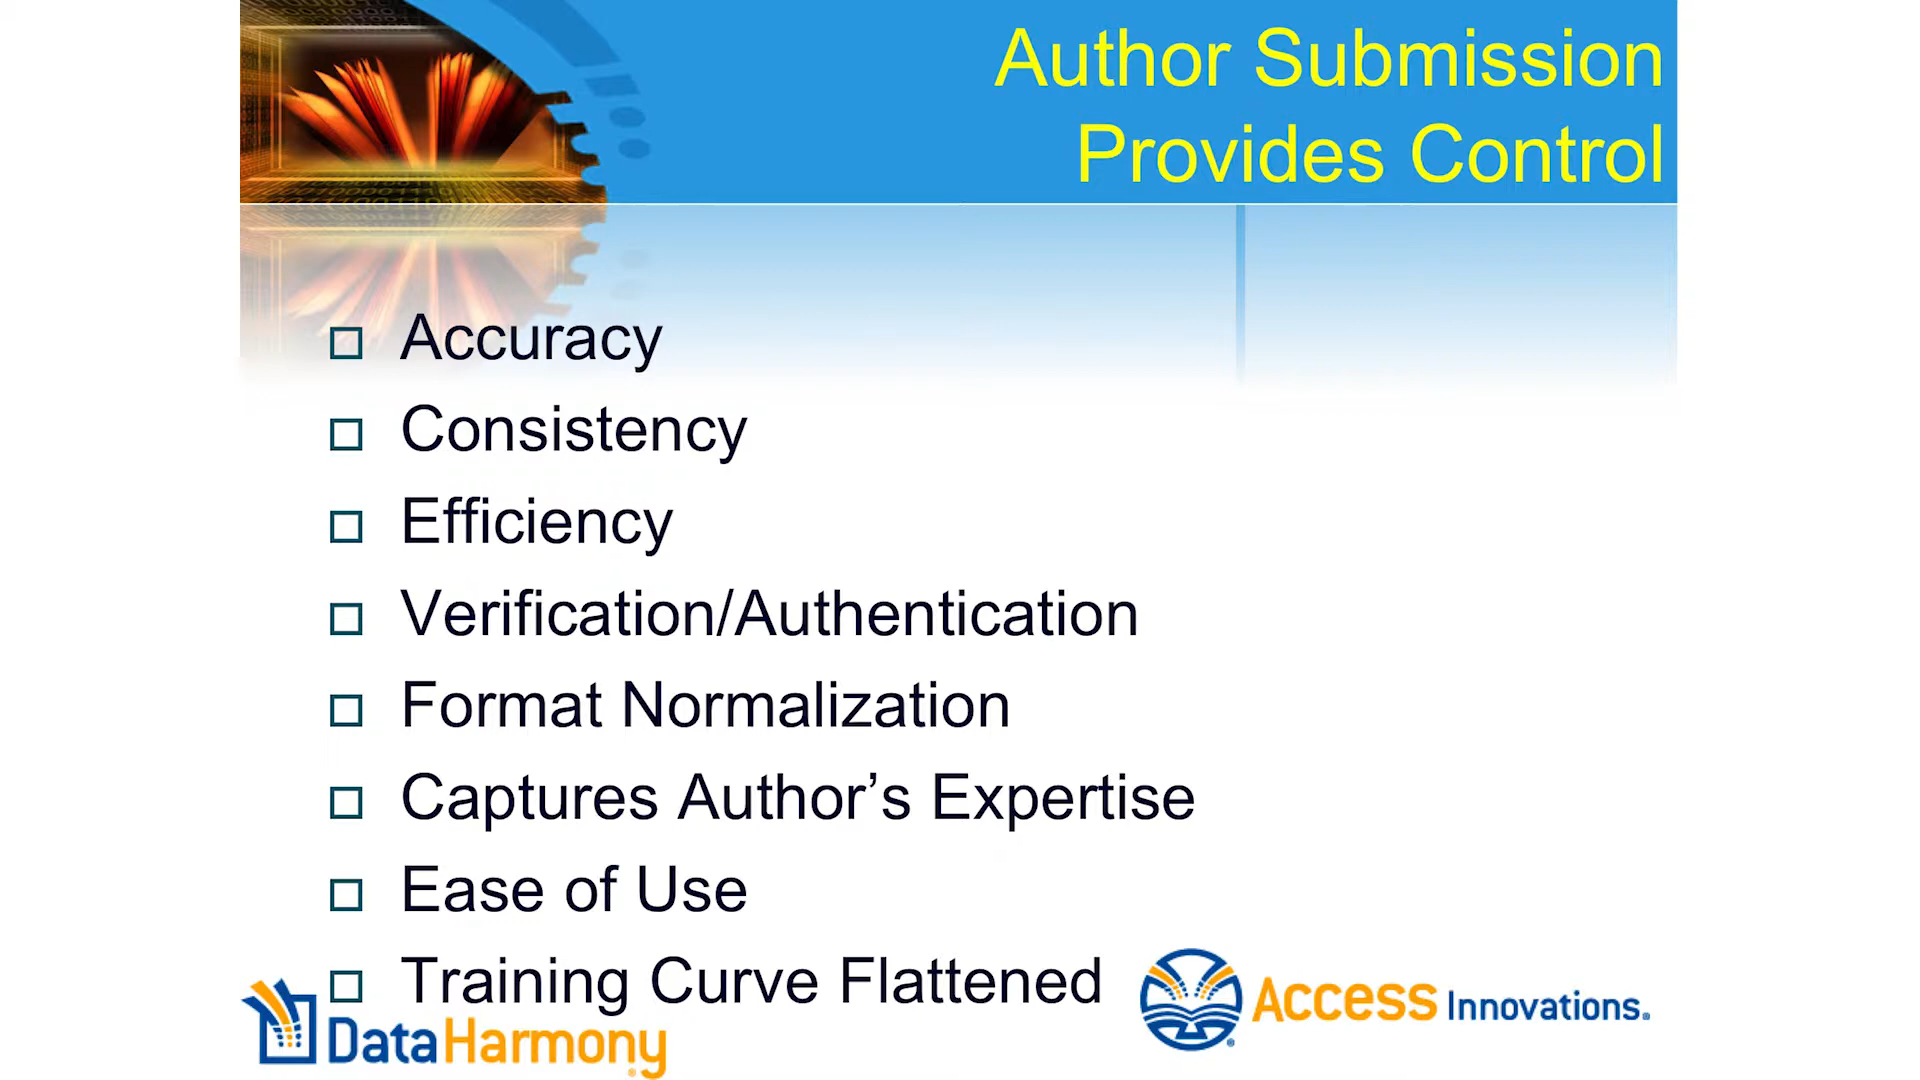 Author Submission
Provides Control
Accuracy
Consistency
Efficiency
Verification/Authentication
Format Normalization
Captures Author’s Expertise
Ease of Use
Training Curve Flattened
DataHarmony®
Access Innovations®